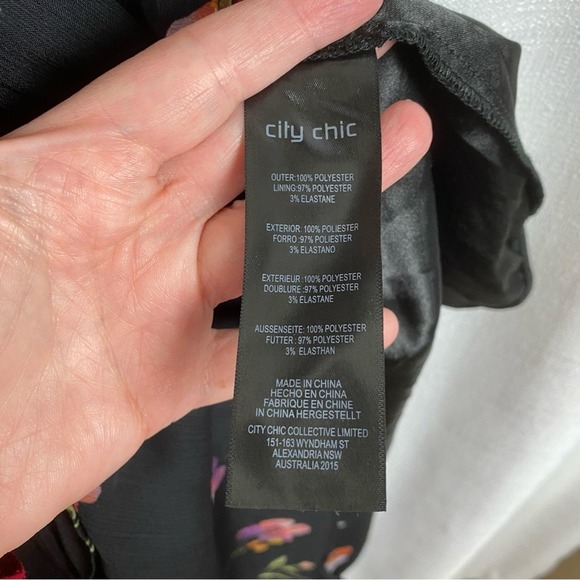 city chic
OUTER:100% POLYESTER
LINING:97% POLYESTER
3% ELASTANE
EXTERIOR: 100% POLIESTER
FORRO :97% POLIESTER
3% ELASTANO
EXTERIEUR :100% POLYESTER
DOUBLURE :97% POLYESTER
3% ELASTANE
AUSSENSEITE :100% POLYESTER
FUTTER : 97% POLYESTER
3% ELASTHAN
MADE IN CHINA
HECHO EN CHINA
FABRIQUE EN CHINE
IN CHINA HERGESTELLT
CITY CHIC COLLECTIVE LIMITED
151-163 WYNDHAM ST
ALEXANDRIA NSW
AUSTRALIA 2015